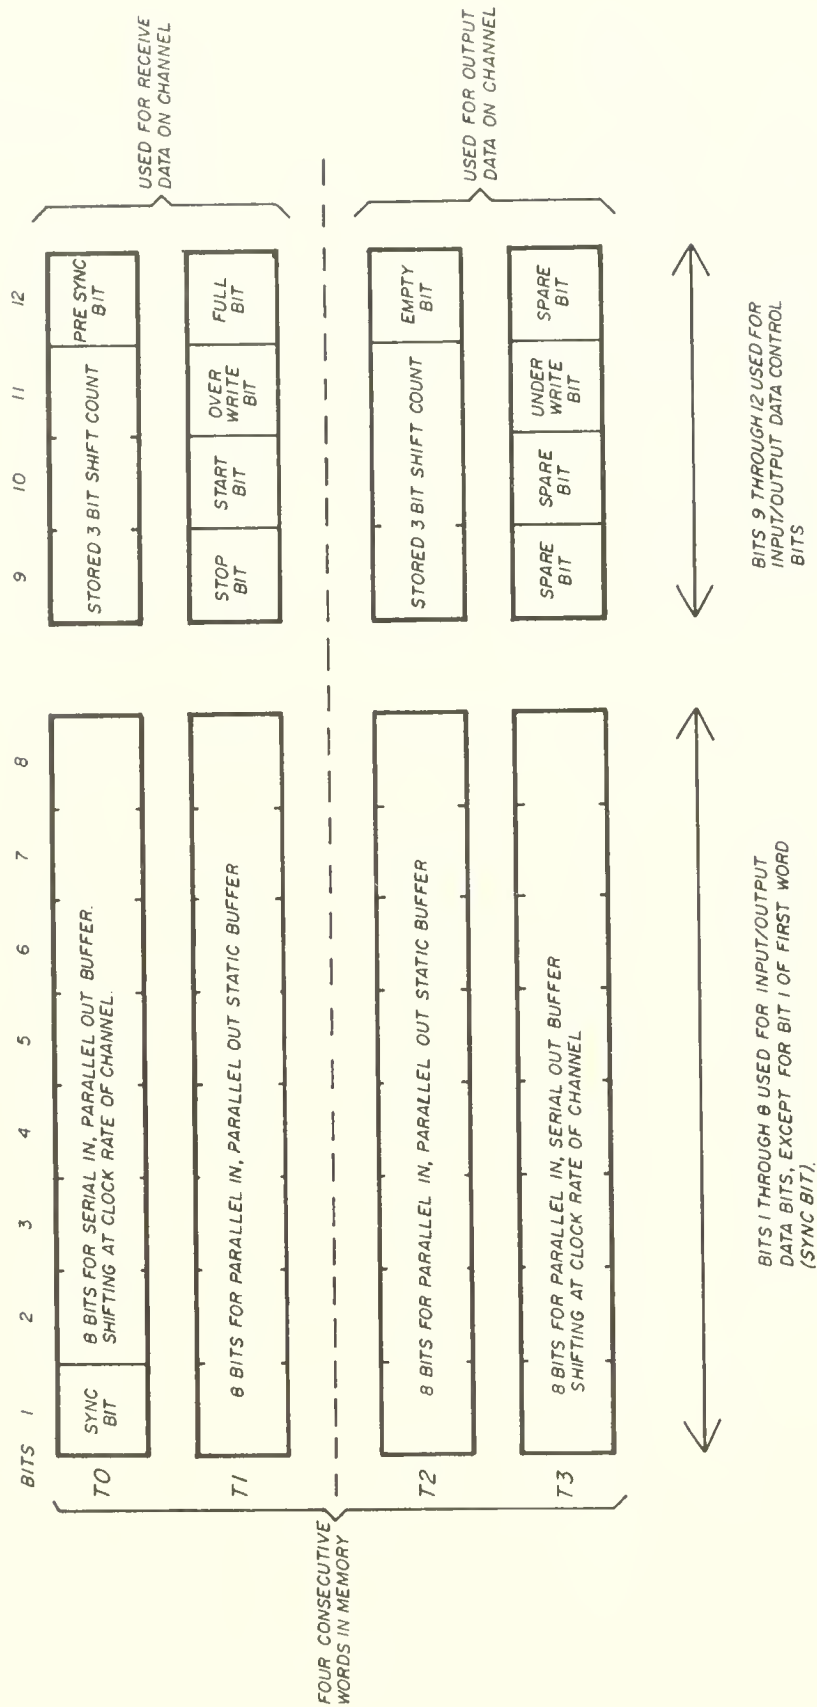 BITS 1 2 3 4 5 6 7 8 9 10 11 12
FOUR CONSECUTIVE
WORDS IN MEMORY
T0
SYNC
BIT
8 BITS FOR SERIAL IN, PARALLEL OUT BUFFER.
SHIFTING AT CLOCK RATE OF CHANNEL.
STORED 3 BIT SHIFT COUNT
PRE SYNC
BIT
T1
8 BITS FOR PARALLEL IN, PARALLEL OUT STATIC BUFFER
STOP
BIT
START
BIT
OVER
WRITE
BIT
FULL
BIT
USED FOR RECEIVE
DATA ON CHANNEL
T2
8 BITS FOR PARALLEL IN, PARALLEL OUT STATIC BUFFER
STORED 3 BIT SHIFT COUNT
EMPTY
BIT
T3
8 BITS FOR PARALLEL IN, SERIAL OUT BUFFER
SHIFTING AT CLOCK RATE OF CHANNEL
SPARE
BIT
SPARE
BIT
UNDER
WRITE
BIT
SPARE
BIT
USED FOR OUTPUT
DATA ON CHANNEL
BITS 1 THROUGH 8 USED FOR INPUT/OUTPUT
DATA BITS, EXCEPT FOR BIT 1 OF FIRST WORD
(SYNC BIT).
BITS 9 THROUGH 12 USED FOR
INPUT/OUTPUT DATA CONTROL
BITS